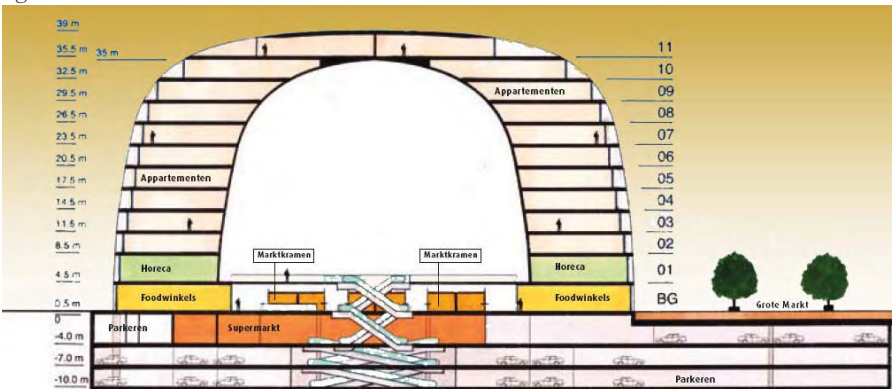 39 m
35.5 m
35 m
32.5 m
29.5 m
26.5 m
23.5 m
20.5 m
17.5 m
14.5 m
11.5 m
8.5 m
4.5 m
0.5 m
0
-4.0 m
-7.0 m
-10.0 m
11
10
09
08
07
06
05
04
03
02
01
BG
Appartementen
Appartementen
Marktkramen
Marktkramen
Horeca
Horeca
Foodwinkels
Foodwinkels
Grote Markt
Parkeren
Supermarkt
Parkeren